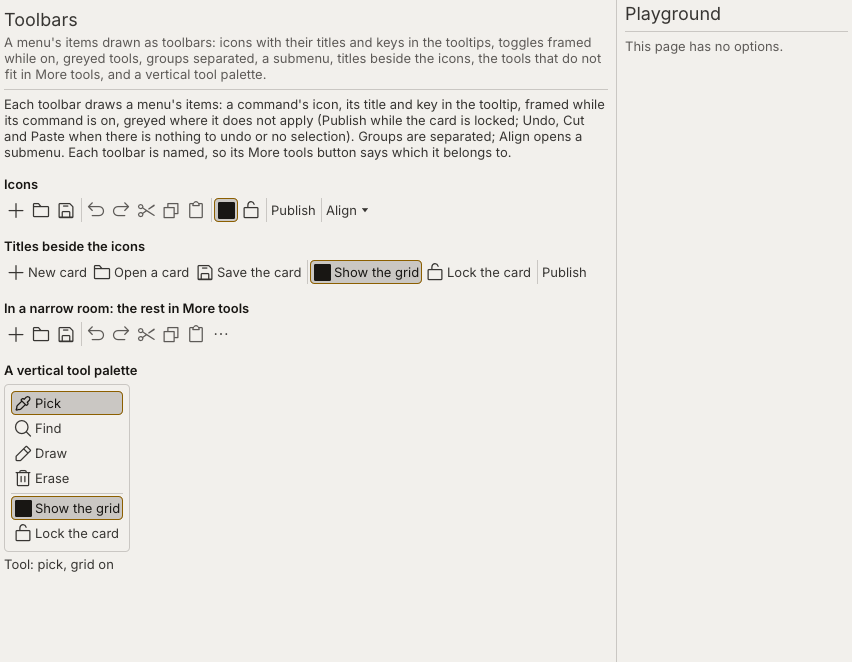 Toolbars
A menu's items drawn as toolbars: icons with their titles and keys in the tooltips, toggles framed
while on, greyed tools, groups separated, a submenu, titles beside the icons, the tools that do not
fit in More tools, and a vertical tool palette.
Each toolbar draws a menu's items: a command's icon, its title and key in the tooltip, framed while
its command is on, greyed where it does not apply (Publish while the card is locked; Undo, Cut
and Paste when there is nothing to undo or no selection). Groups are separated; Align opens a
submenu. Each toolbar is named, so its More tools button says which it belongs to.
Icons
Publish Align
Titles beside the icons
New card Open a card Save the card Show the grid Lock the card Publish
In a narrow room: the rest in More tools
A vertical tool palette
Pick
Find
Draw
Erase
Show the grid
Lock the card
Tool: pick, grid on
Playground
This page has no options.